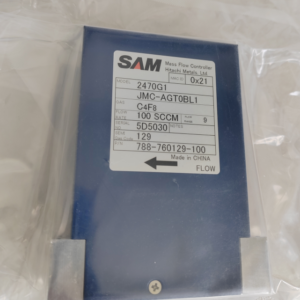 SAM
Mass Flow Controller
Hitachi Metals, Ltd.
0x21
2470G1
JMC-AGT0BL1
C4F8
100 SCCM
9
5D5030
129
788-760129-100
Made in CHINA
FLOW